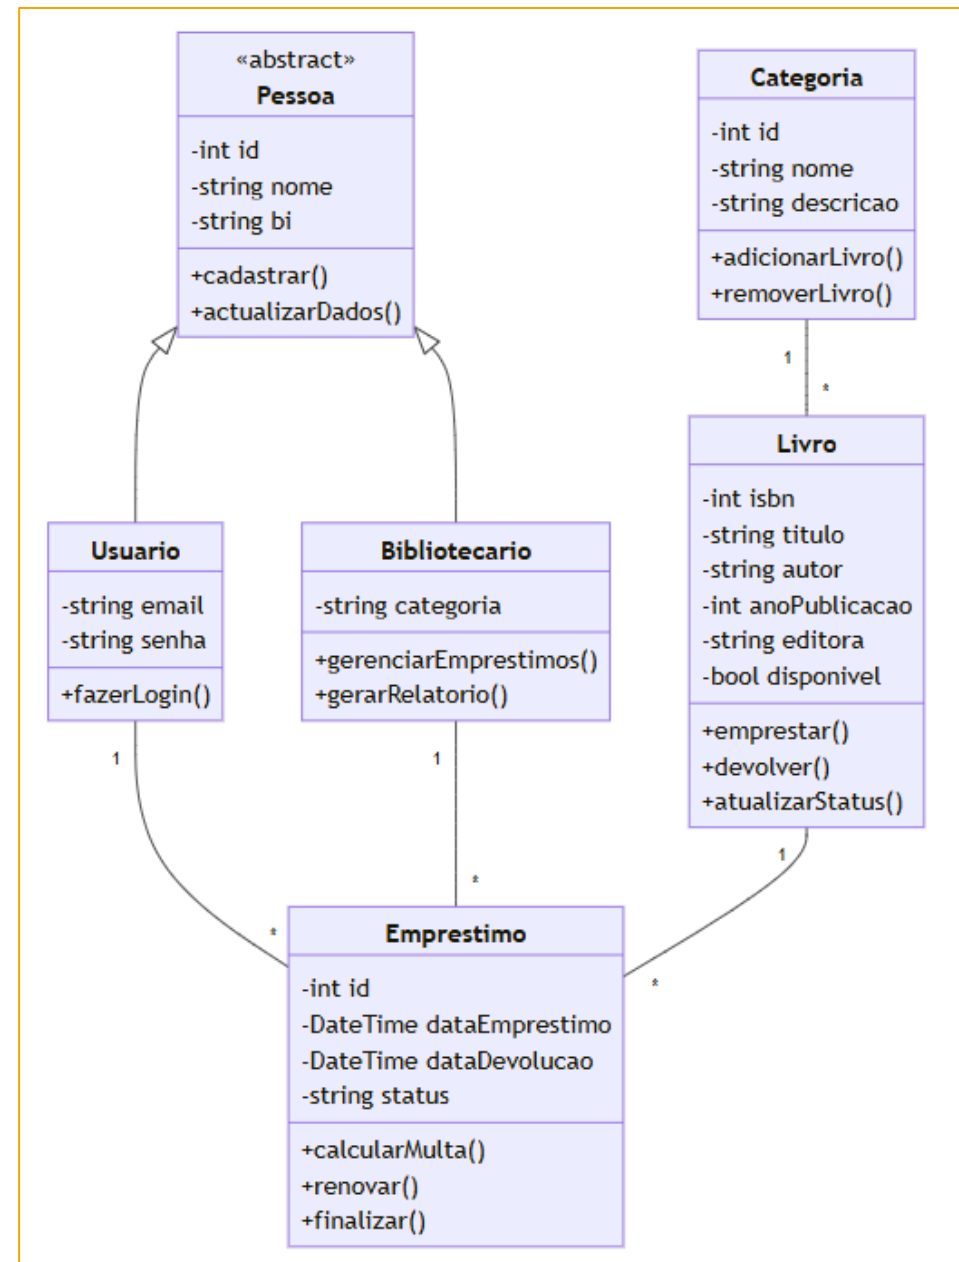 «abstract»
Pessoa
-int id
-string nome
-string bi
+cadastrar()
+actualizarDados()
Categoria
-int id
-string nome
-string descricao
+adicionarLivro()
+removerLivro()
1
*
Livro
-int isbn
-string titulo
-string autor
-int anoPublicacao
-string editora
-bool disponivel
+emprestar()
+devolver()
+atualizarStatus()
Usuario
-string email
-string senha
+fazerLogin()
Bibliotecario
-string categoria
+gerenciarEmprestimos()
+gerarRelatorio()
1
1
1
*
*
*
Emprestimo
-int id
-DateTime dataEmprestimo
-DateTime dataDevolucao
-string status
+calcularMulta()
+renovar()
+finalizar()